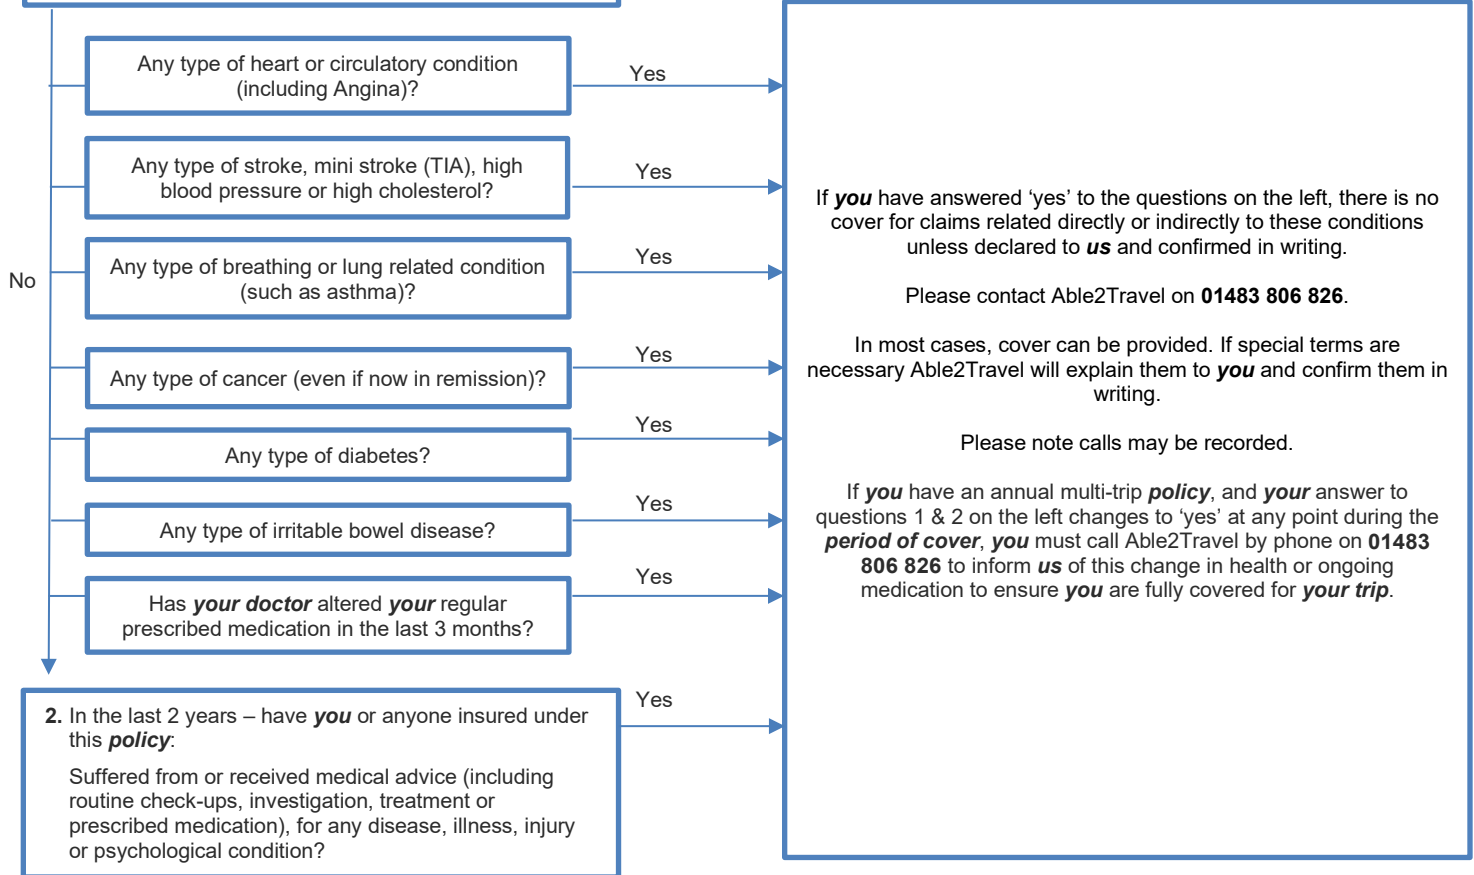 Any type of heart or circulatory condition
(including Angina)?
Yes
Any type of stroke, mini stroke (TIA), high
blood pressure or high cholesterol?
Yes
Any type of breathing or lung related condition
(such as asthma)?
Yes
No
Any type of cancer (even if now in remission)?
Yes
Any type of diabetes?
Yes
Any type of irritable bowel disease?
Yes
Has your doctor altered your regular
prescribed medication in the last 3 months?
Yes
2. In the last 2 years – have you or anyone insured under
this policy:
Suffered from or received medical advice (including
routine check-ups, investigation, treatment or
prescribed medication), for any disease, illness, injury
or psychological condition?
Yes
If you have answered ‘yes’ to the questions on the left, there is no
cover for claims related directly or indirectly to these conditions
unless declared to us and confirmed in writing.
Please contact Able2Travel on 01483 806 826.
In most cases, cover can be provided. If special terms are
necessary Able2Travel will explain them to you and confirm them in
writing.
Please note calls may be recorded.
If you have an annual multi-trip policy, and your answer to
questions 1 & 2 on the left changes to ‘yes’ at any point during the
period of cover, you must call Able2Travel by phone on 01483
806 826 to inform us of this change in health or ongoing
medication to ensure you are fully covered for your trip.